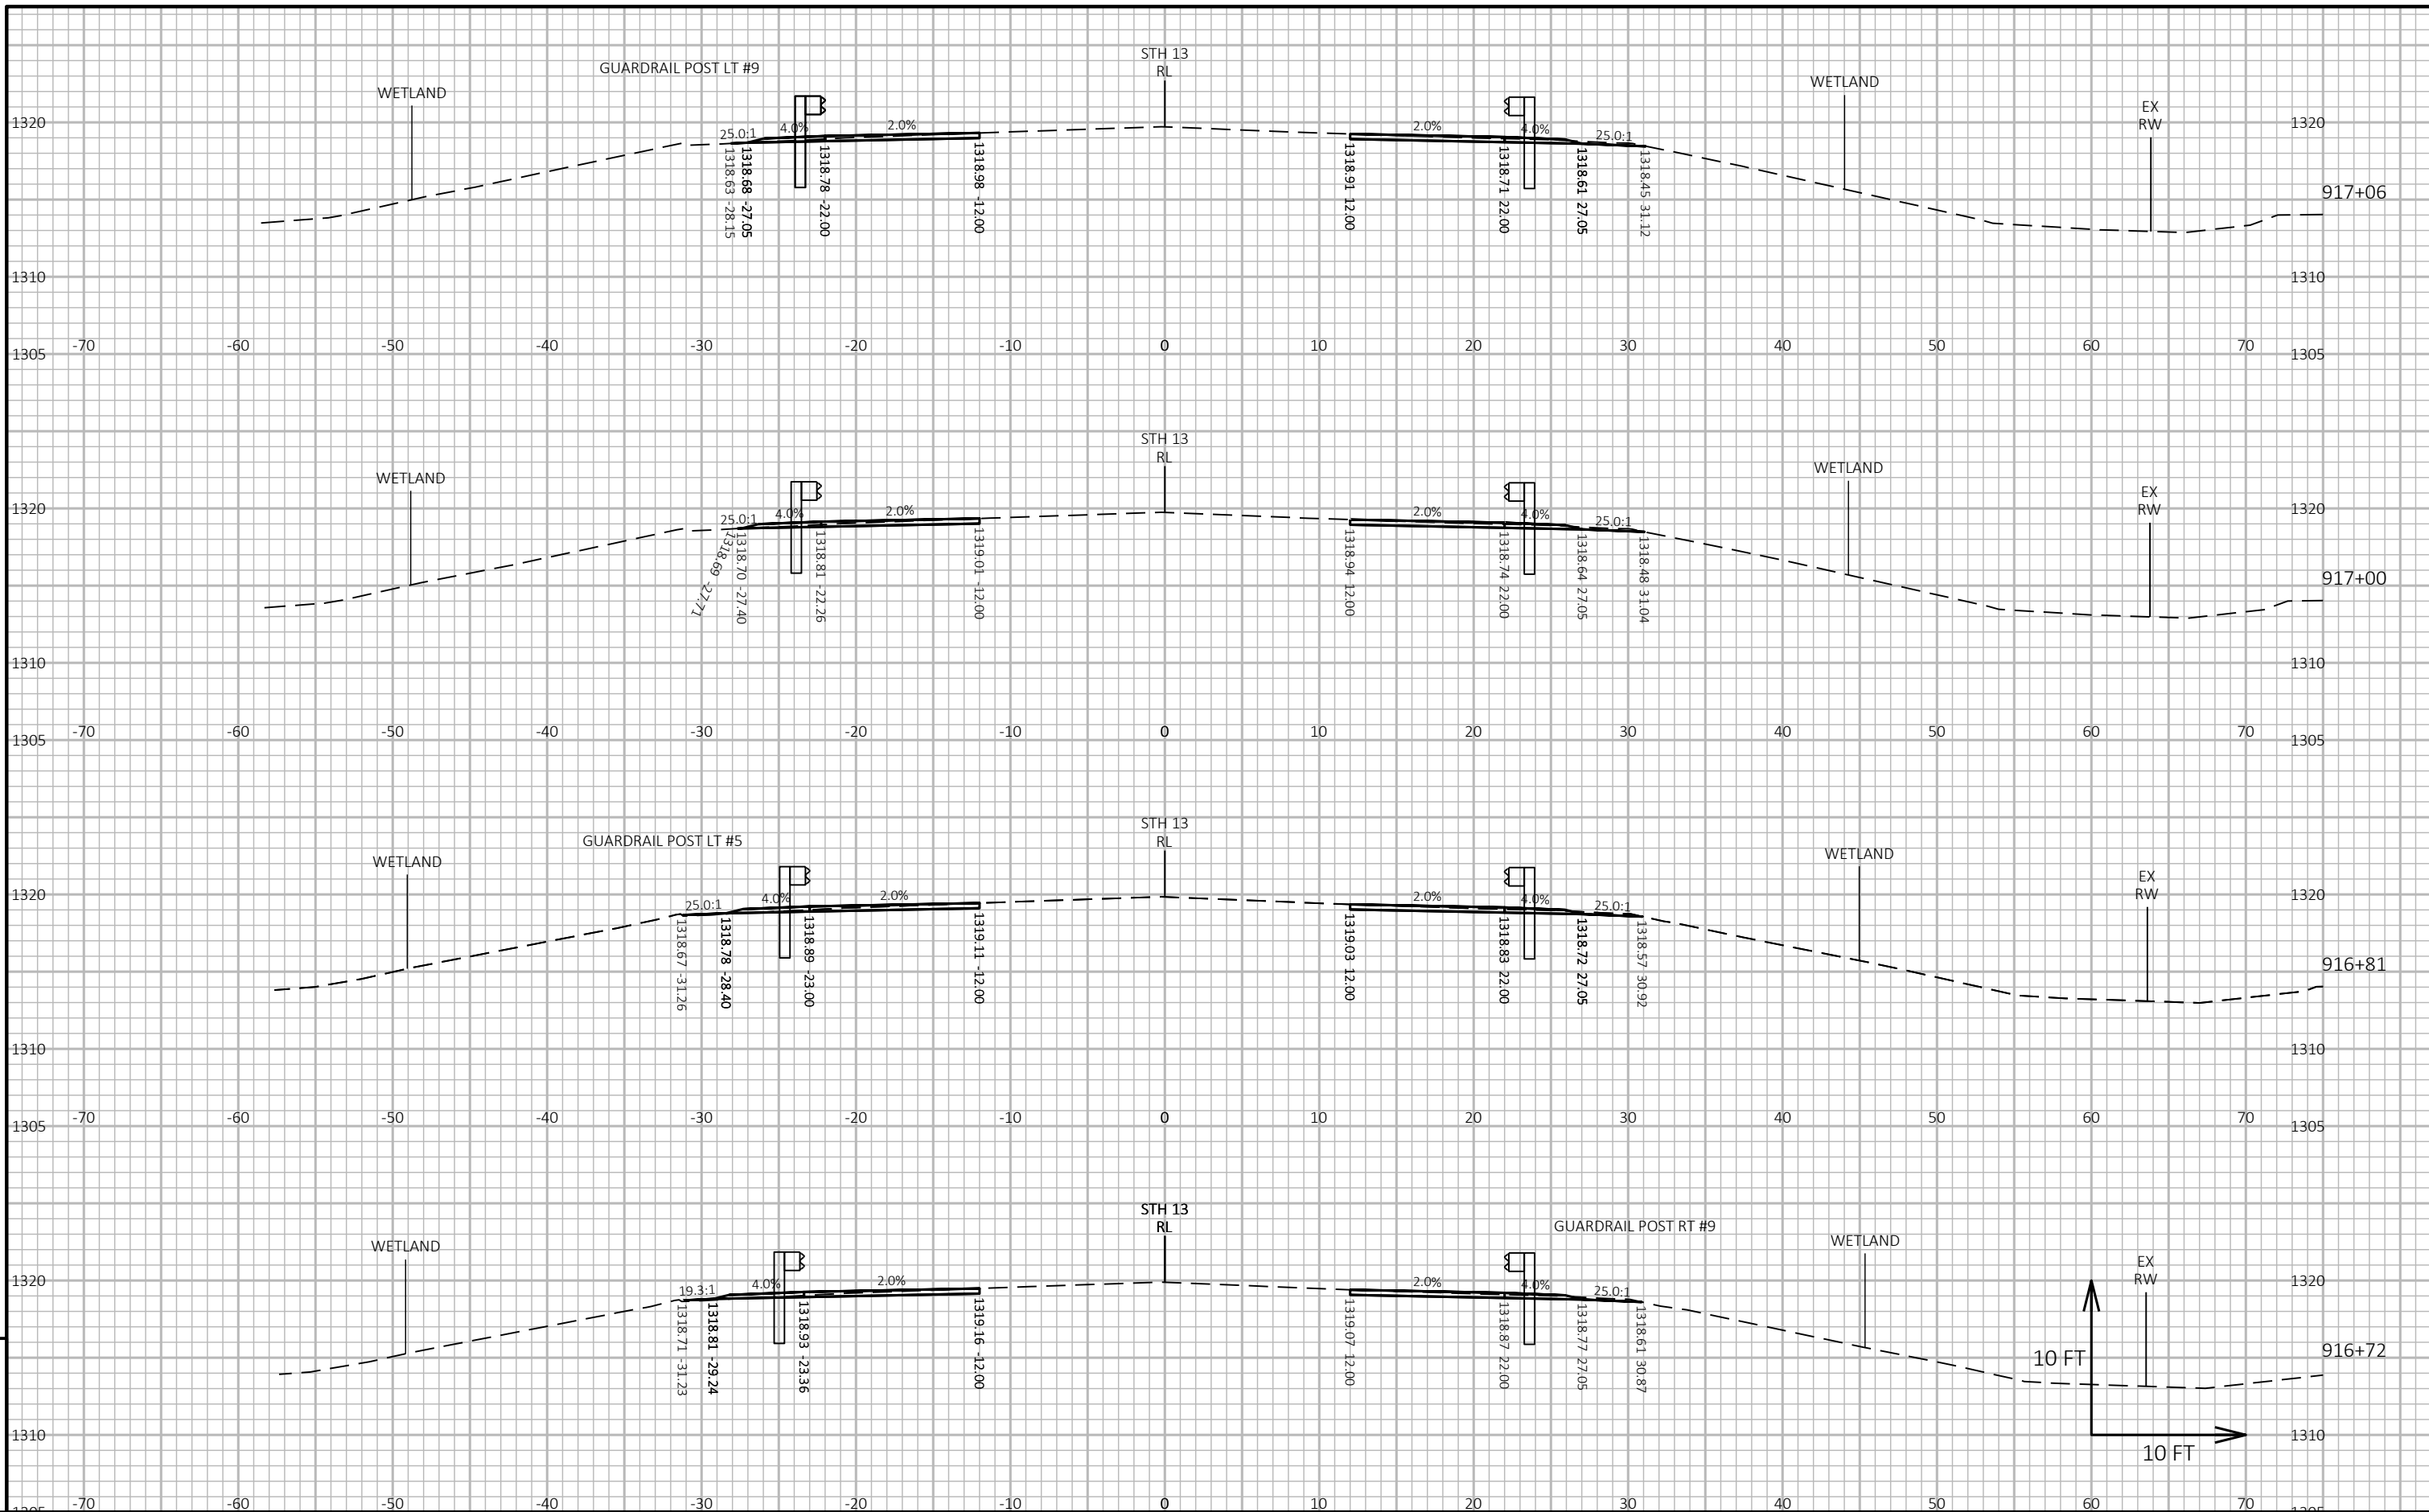 STH 13
RL
GUARDRAIL POST LT #9
WETLAND
WETLAND
EX
RW
1320
25.0:1
4.0%
2.0%
2.0%
4.0%
25.0:1
1320
1318.63 -28.15
1318.68 -27.05
1318.78 -22.00
1318.98 -12.00
1318.91 12.00
1318.71 22.00
1318.61 27.05
1318.45 31.12
917+06
1310
1310
1305 -70 -60 -50 -40 -30 -20 -10 0 10 20 30 40 50 60 70 1305
STH 13
RL
WETLAND
WETLAND
EX
RW
1320
25.0:1
4.0%
2.0%
2.0%
4.0%
25.0:1
1320
1318.69 -27.71
1318.70 -27.40
1318.81 -22.26
1319.01 -12.00
1318.94 12.00
1318.74 22.00
1318.64 27.05
1318.48 31.04
917+00
1310
1310
1305 -70 -60 -50 -40 -30 -20 -10 0 10 20 30 40 50 60 70 1305
STH 13
RL
GUARDRAIL POST LT #5
WETLAND
WETLAND
EX
RW
1320
25.0:1
4.0%
2.0%
2.0%
4.0%
25.0:1
1320
1318.67 -31.26
1318.78 -28.40
1318.89 -23.00
1319.11 -12.00
1319.03 12.00
1318.83 22.00
1318.72 27.05
1318.57 30.92
916+81
1310
1310
1305 -70 -60 -50 -40 -30 -20 -10 0 10 20 30 40 50 60 70 1305
STH 13
RL
GUARDRAIL POST RT #9
WETLAND
WETLAND
EX
RW
1320
19.3:1
4.0%
2.0%
2.0%
4.0%
25.0:1
1320
1318.71 -31.23
1318.81 -29.24
1318.93 -23.36
1319.16 -12.00
1319.07 12.00
1318.87 22.00
1318.77 27.05
1318.61 30.87
916+72
10 FT
1310
1310
10 FT
1305 -70 -60 -50 -40 -30 -20 -10 0 10 20 30 40 50 60 70 1305